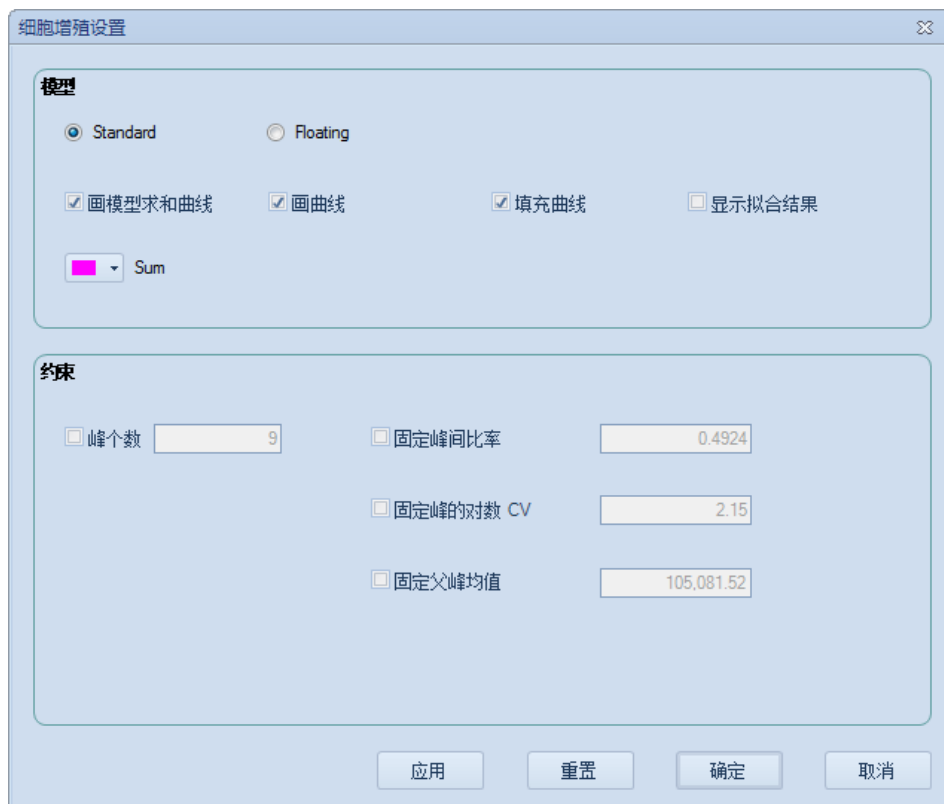 细胞增殖设置
模型
Standard Floating
画模型求和曲线 画曲线 填充曲线 显示拟合结果
Sum
约束
峰个数 9 固定峰间比率 0.4924
固定峰的对数 CV 2.15
固定父峰均值 105,081.52
应用 重置 确定 取消